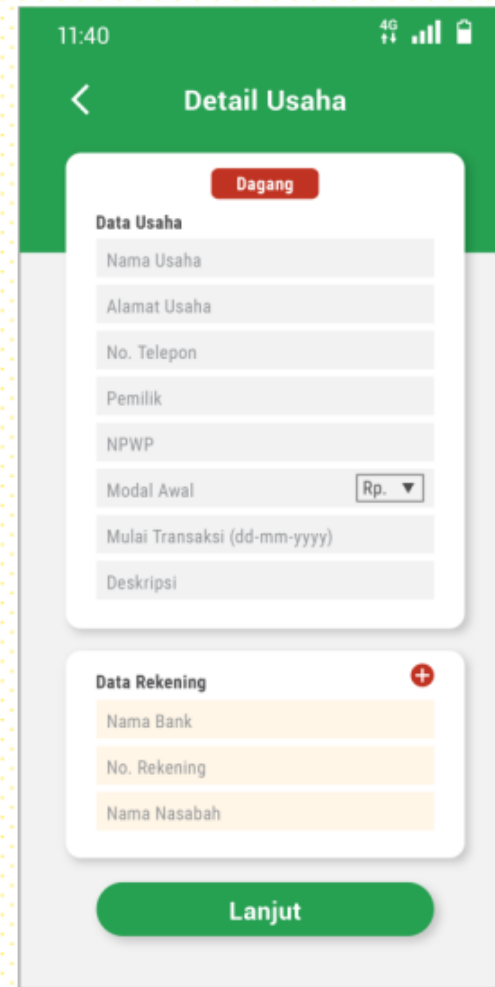 11:40 4G
Detail Usaha
Dagang
Data Usaha
Nama Usaha
Alamat Usaha
No. Telepon
Pemilik
NPWP
Modal Awal Rp.
Mulai Transaksi (dd-mm-yyyy)
Deskripsi
Data Rekening
Nama Bank
No. Rekening
Nama Nasabah
Lanjut